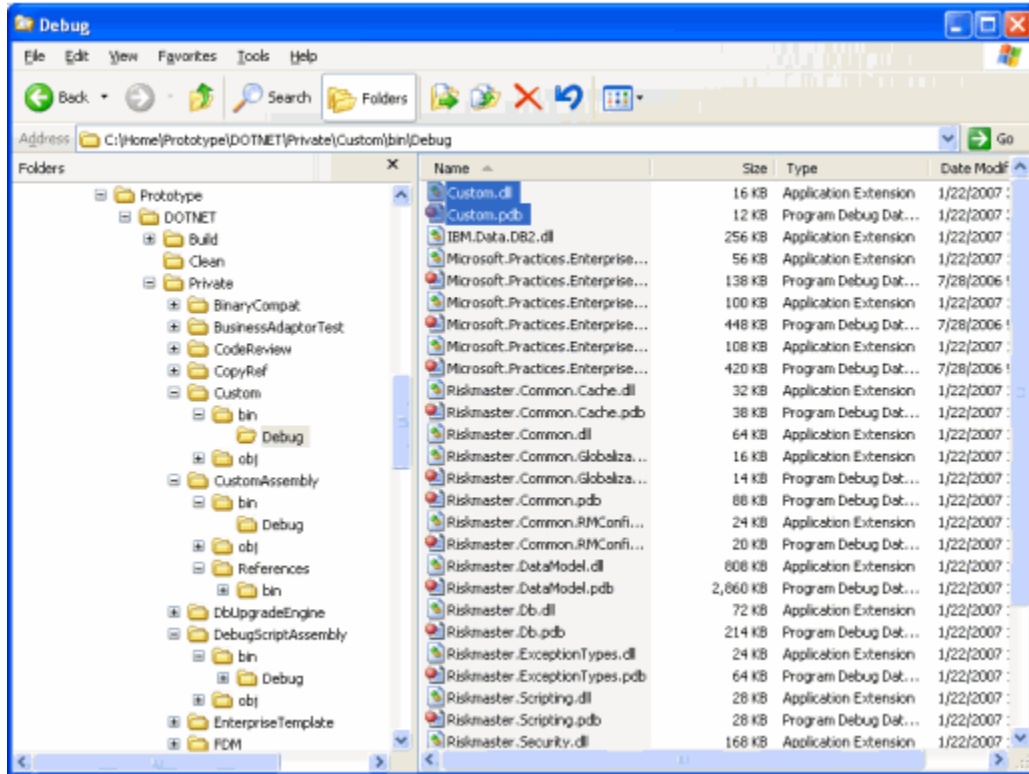 Debug
File Edit View Favorites Tools Help
Back Search Folders
Address C:\Home\Prototype\DOTNET\Private\Custom\bin\Debug Go
Folders
Prototype
DOTNET
Build
Clean
Private
BinaryCompat
BusinessAdaptorTest
CodeReview
CopyRef
Custom
bin
Debug
obj
CustomAssembly
bin
Debug
obj
References
bin
DbUpgradeEngine
DebugScriptAssembly
bin
Debug
obj
EnterpriseTemplate
FDM
Name Size Type Date Modif
Custom.dll 16 KB Application Extension 1/22/2007
Custom.pdb 12 KB Program Debug Dat... 1/22/2007
IBM.Data.DB2.dll 256 KB Application Extension 1/22/2007
Microsoft.Practices.Enterprise... 56 KB Application Extension 1/22/2007
Microsoft.Practices.Enterprise... 138 KB Program Debug Dat... 7/28/2006
Microsoft.Practices.Enterprise... 100 KB Application Extension 1/22/2007
Microsoft.Practices.Enterprise... 448 KB Program Debug Dat... 7/28/2006
Microsoft.Practices.Enterprise... 108 KB Application Extension 1/22/2007
Microsoft.Practices.Enterprise... 420 KB Program Debug Dat... 7/28/2006
Riskmaster.Common.Cache.dll 32 KB Application Extension 1/22/2007
Riskmaster.Common.Cache.pdb 38 KB Program Debug Dat... 1/22/2007
Riskmaster.Common.dll 64 KB Application Extension 1/22/2007
Riskmaster.Common.Globaliza... 16 KB Application Extension 1/22/2007
Riskmaster.Common.Globaliza... 14 KB Program Debug Dat... 1/22/2007
Riskmaster.Common.pdb 88 KB Program Debug Dat... 1/22/2007
Riskmaster.Common.RMConfi... 24 KB Application Extension 1/22/2007
Riskmaster.Common.RMConfi... 20 KB Program Debug Dat... 1/22/2007
Riskmaster.DataModel.dll 808 KB Application Extension 1/22/2007
Riskmaster.DataModel.pdb 2,860 KB Program Debug Dat... 1/22/2007
Riskmaster.Db.dll 72 KB Application Extension 1/22/2007
Riskmaster.Db.pdb 214 KB Program Debug Dat... 1/22/2007
Riskmaster.ExceptionTypes.dll 24 KB Application Extension 1/22/2007
Riskmaster.ExceptionTypes.pdb 64 KB Program Debug Dat... 1/22/2007
Riskmaster.Scripting.dll 28 KB Application Extension 1/22/2007
Riskmaster.Scripting.pdb 28 KB Program Debug Dat... 1/22/2007
Riskmaster.Security.dll 168 KB Application Extension 1/22/2007